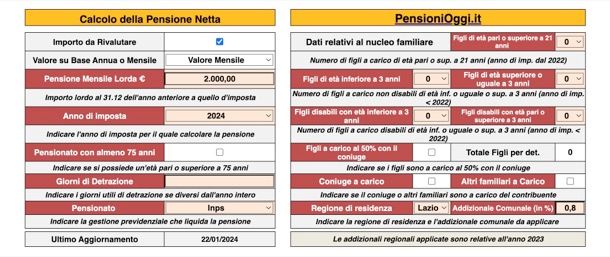 Calcolo della Pensione Netta
Importo da Rivalutare
Valore su Base Annua o Mensile
Valore Mensile
Pensione Mensile Lorda €
2.000,00
Importo lordo al 31.12 dell'anno anteriore a quello d'imposta
Anno di imposta
2024
Indicare l'anno di imposta per il quale calcolare la pensione
Pensionato con almeno 75 anni
Indicare se si possiede un'età pari o superiore a 75 anni
Giorni di Detrazione
Indicare i giorni utili di detrazione se diversi dall'anno intero
Pensionato
Inps
Indicare la gestione previdenziale che liquida la pensione
Ultimo Aggiornamento
22/01/2024
PensioniOggi.it
Dati relativi al nucleo familiare
Figli di età pari o superiore a 21
anni
0
Numero di figli a carico di età pari o sup. a 21 anni (anno di imp. dal 2022)
Figli di età inferiore a 3 anni
0
Figli di età superiore o
uguale a 3 anni
0
Numero di figli a carico non disabili di età inf. o uguale o sup. a 3 anni (anno di imp.
< 2022)
Figli disabili con età inferiore a 3
anni
0
Figli disabili con età pari o
superiore a 3 anni
0
Numero di figli a carico disabili di età inf. o uguale o sup. a 3 anni (anno di imp. <
2022)
Figli a carico al 50% con il
coniuge
Totale Figli per det.
0
Indicare se i figli sono a carico al 50% con il coniuge
Coniuge a carico
Altri familiari a Carico
Indicare se il coniuge o altri familiari sono a carico del contribuente
Regione di residenza
Lazio
Addizionale Comunale (in %)
0,8
Indicare la regione di residenza e l'addizionale comunale da applicare
Le addizionali regionali applicate sono relative all'anno 2023